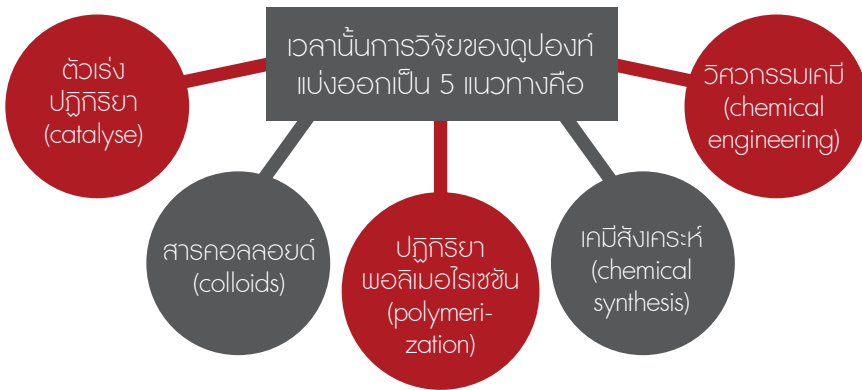 เวลานั้นการวิจัยของดูปองท์
แบ่งออกเป็น 5 แนวทางคือ
ตัวเร่ง
ปฏิกิริยา
(catalyse)
สารคอลลอยด์
(colloids)
ปฏิกิริยา
พอลิเมอไรเซชัน
(polymeri-
zation)
เคมีสังเคระห์
(chemical
synthesis)
วิศวกรรมเคมี
(chemical
engineering)